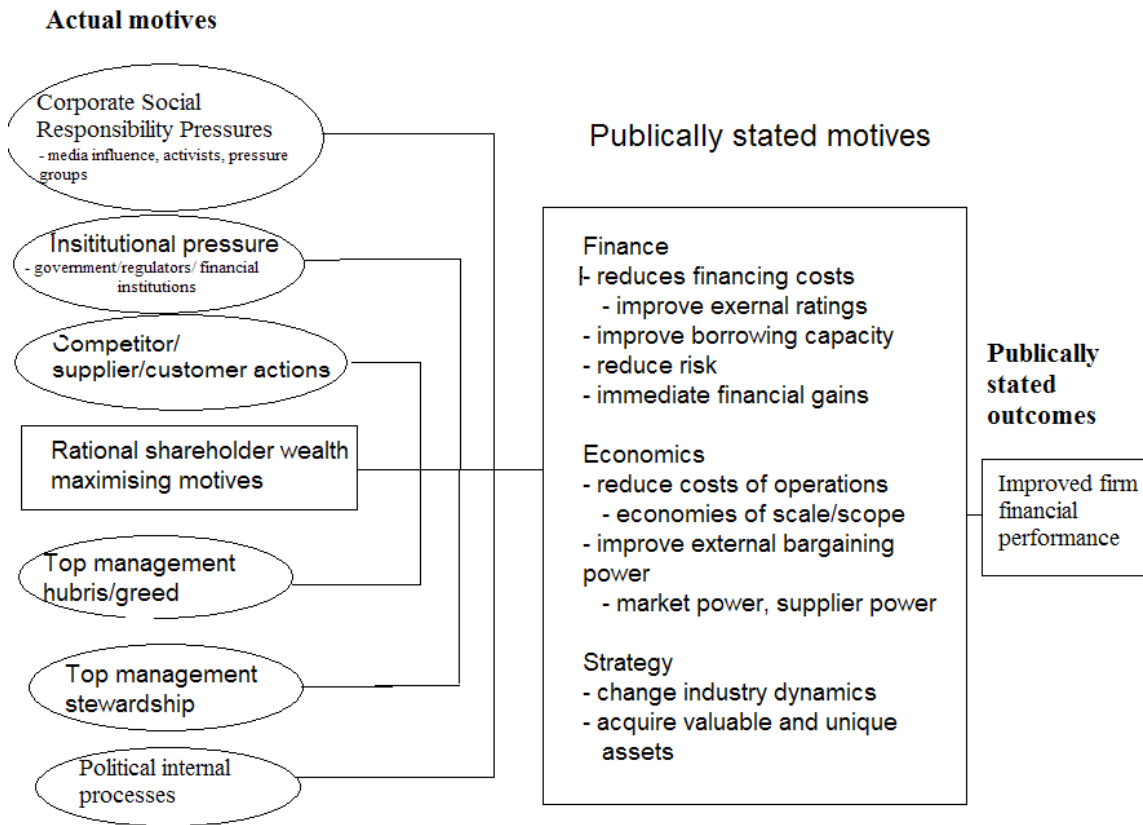 Actual motives
Corporate Social
Responsibility Pressures
- media influence, activists, pressure
groups
Insititutional pressure
- government/regulators/ financial
institutions
Competitor/
supplier/customer actions
Rational shareholder wealth
maximising motives
Top management
hubris/greed
Top management
stewardship
Political internal
processes
Publically stated motives
Finance
- reduces financing costs
- improve exernal ratings
- improve borrowing capacity
- reduce risk
- immediate financial gains
Economics
- reduce costs of operations
- economies of scale/scope
- improve external bargaining
power
- market power, supplier power
Strategy
- change industry dynamics
- acquire valuable and unique
assets
Publically
stated
outcomes
Improved firm
financial
performance